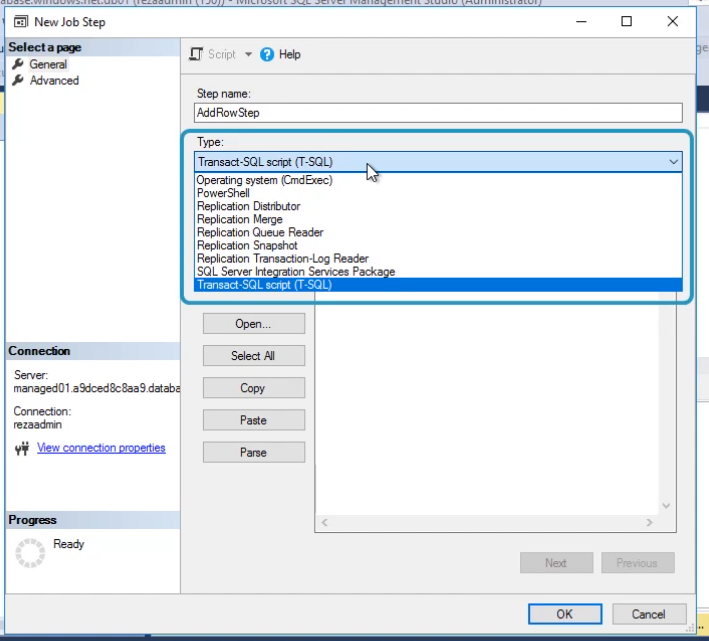 abase.windows.net.db01 (rezaadmin (150)) - Microsoft SQL Server Management Studio (Administrator)
New Job Step
Select a page
General
Advanced
Script
Help
Step name:
AddRowStep
Type:
Transact-SQL script (T-SQL)
Operating system (CmdExec)
PowerShell
Replication Distributor
Replication Merge
Replication Queue Reader
Replication Snapshot
Replication Transaction-Log Reader
SQL Server Integration Services Package
Transact-SQL script (T-SQL)
Open...
Select All
Copy
Paste
Parse
Connection
Server:
managed01.a9dced8c8aa9.databa
Connection:
rezaadmin
View connection properties
Progress
Ready
Next
Previous
OK
Cancel